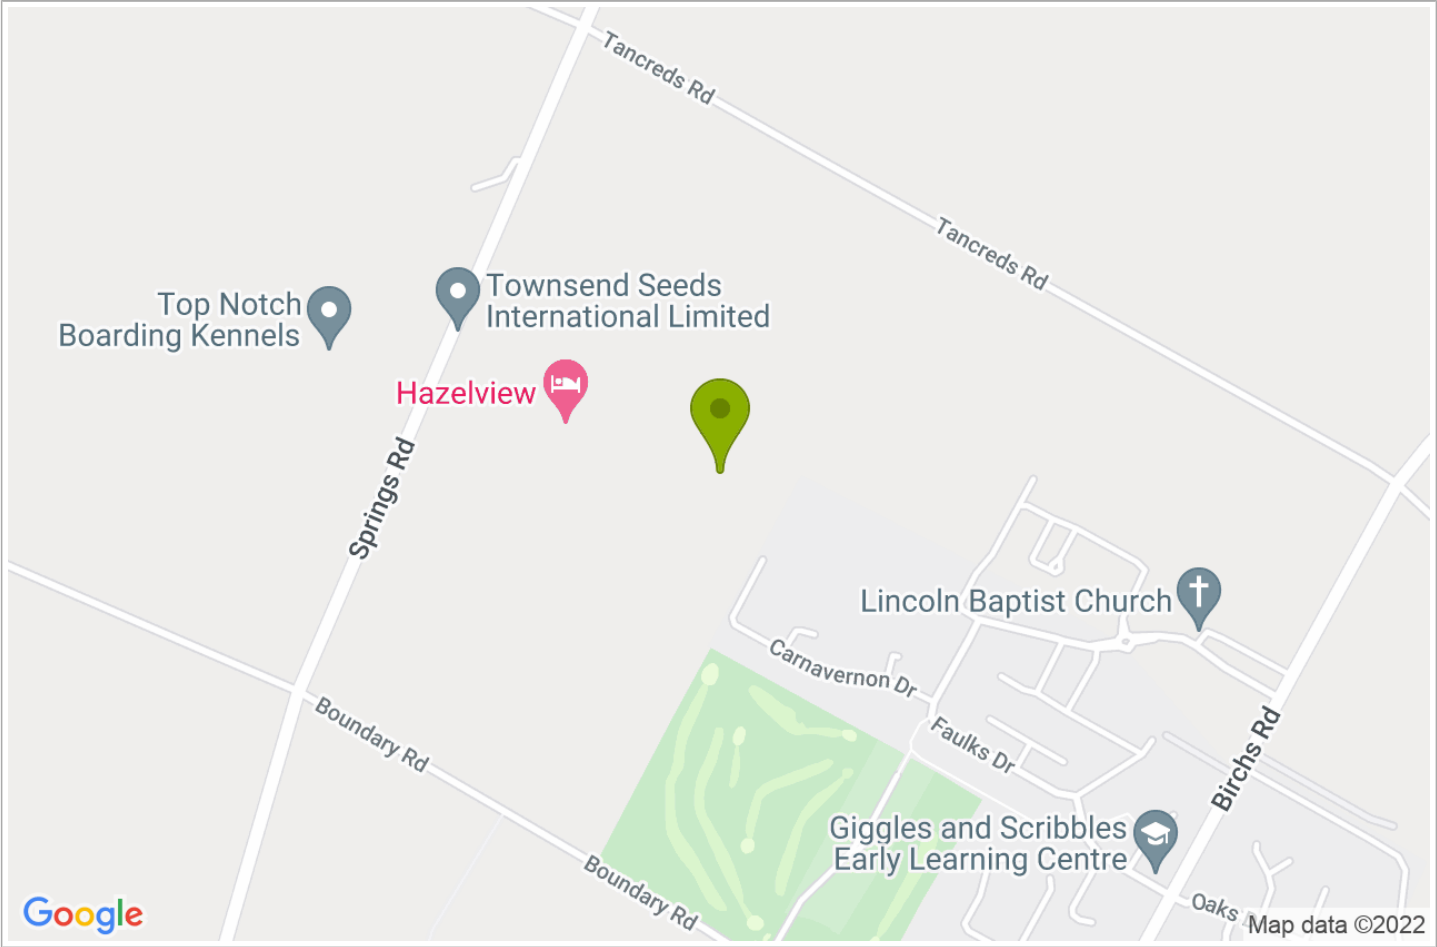 Tancreds Rd
Tancreds Rd
Townsend Seeds
International Limited
Top Notch
Boarding Kennels
Hazelview
Springs Rd
Lincoln Baptist Church
Carnavernon Dr
Boundary Rd
Faulks Dr
Birchs Rd
Giggles and Scribbles
Early Learning Centre
Boundary Rd
Oaks
Google
Map data ©2022